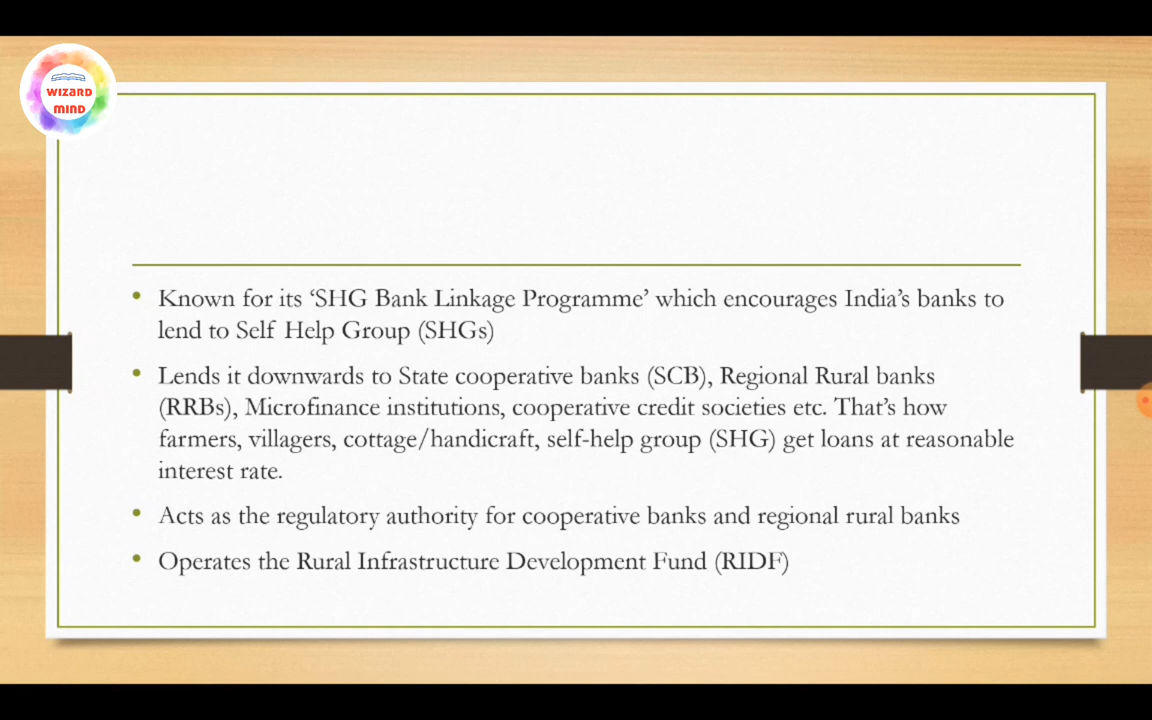 WIZARD
MIND
• Known for its ‘SHG Bank Linkage Programme’ which encourages India’s banks to
lend to Self Help Group (SHGs)
• Lends it downwards to State cooperative banks (SCB), Regional Rural banks
(RRBs), Microfinance institutions, cooperative credit societies etc. That’s how
farmers, villagers, cottage/handicraft, self-help group (SHG) get loans at reasonable
interest rate.
• Acts as the regulatory authority for cooperative banks and regional rural banks
• Operates the Rural Infrastructure Development Fund (RIDF)